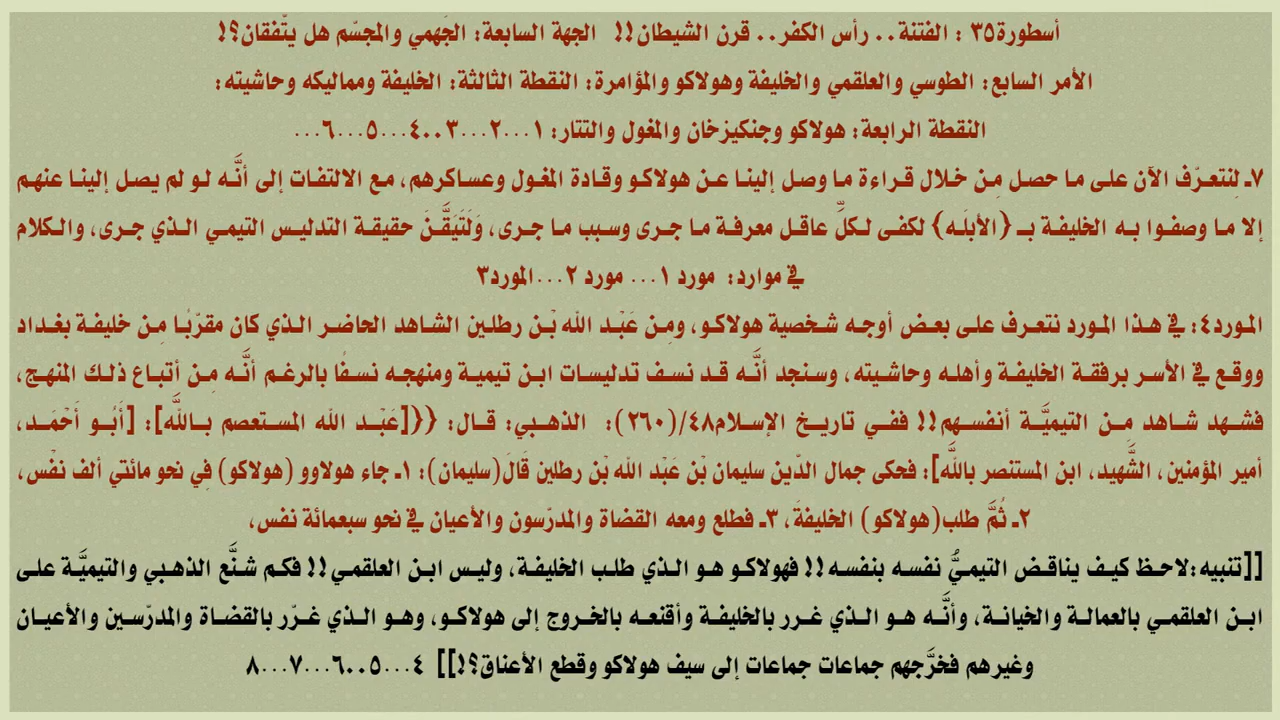 أسطورة٣٥ : الفتنة.. رأس الكفر.. قرن الشيطان!! الجهة السابعة: الجَهمي والمجسّم هل يتّفقان؟!
الأمر السابع: الطوسي والعلقمي والخليفة وهولاكو والمؤامرة: النقطة الثالثة: الخليفة ومماليكه وحاشيته:
النقطة الرابعة: هولاكو وجنكيزخان والمغول والتتار: ١...٢...٣..٤...٥...٦...
٧ـ لِنتعرّف الآن على ما حصل مِن خلال قراءة ما وصل إلينا عن هولاكو وقادة المغول وعساكرهم، مع الالتفات إلى أنَّه لو لم يصل إلينا عنهم
إلا ما وصفوا به الخليفة بـ {الأبلَه} لكفى لكلِّ عاقل معرفة ما جرى وسبب ما جرى، وَلَتَيَقَّنَ حقيقة التدليس التيمي الذي جرى، والكلام
في موارد: مورد ١... مورد ٢...المورد٣
المورد٤: في هذا المورد نتعرف على بعض أوجه شخصية هولاكو، ومِن عَبْد الله بْن رطلين الشاهد الحاضر الذي كان مقرّبًا مِن خليفة بغداد
ووقع في الأسر برفقة الخليفة وأهله وحاشيته، وسنجد أنَّه قد نسف تدليسات ابن تيمية ومنهجه نسفًا بالرغم أنَّه مِن أتباع ذلك المنهج،
فشهد شاهد مِن التيميَّة أنفسهم!! ففي تاريخ الإسلام٤٨/(٢٦٠): الذهبي: قال: {{[عَبْد الله المستعصم باللَّه]: [أَبُو أَحْمَد،
أمير المؤمنين، الشَّهيد، ابن المستنصر باللَّه]: فحكى جمال الدّين سليمان بْن عَبْد الله بْن رطلين قَالَ(سليمان): ١ـ جاء هولاوو (هولاكو) فِي نحو مائتي ألف نفْس،
٢ـ ثُمَّ طلب(هولاكو) الخليفةَ، ٣ـ فطلع ومعه القضاة والمدرّسون والأعيان في نحو سبعمائة نفس،
[[تنبيه:لاحظ كيف يناقض التيميُّ نفسه بنفسه!! فهولاكو هو الذي طلب الخليفة، وليس ابن العلقمي!! فكم شنَّع الذهبي والتيميَّة على
ابن العلقمي بالعمالة والخيانة، وأنَّه هو الذي غرر بالخليفة وأقنعه بالخروج إلى هولاكو، وهو الذي غرّر بالقضاة والمدرّسين والأعيان
وغيرهم فخرَّجهم جماعات جماعات إلى سيف هولاكو وقطع الأعناق؟!]] ٤...٥..٦...٧...٨